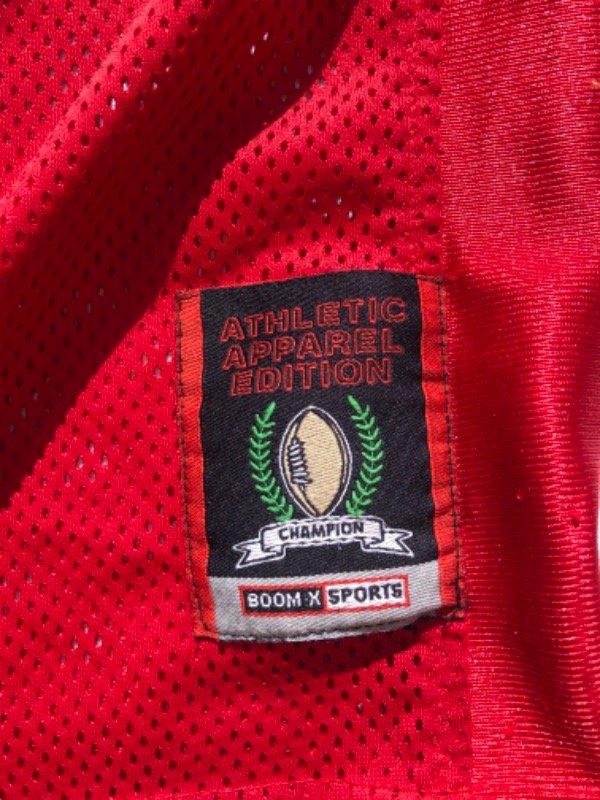 ATHLETIC
APPAREL
EDITION
CHAMPION
BOOM X SPORTS